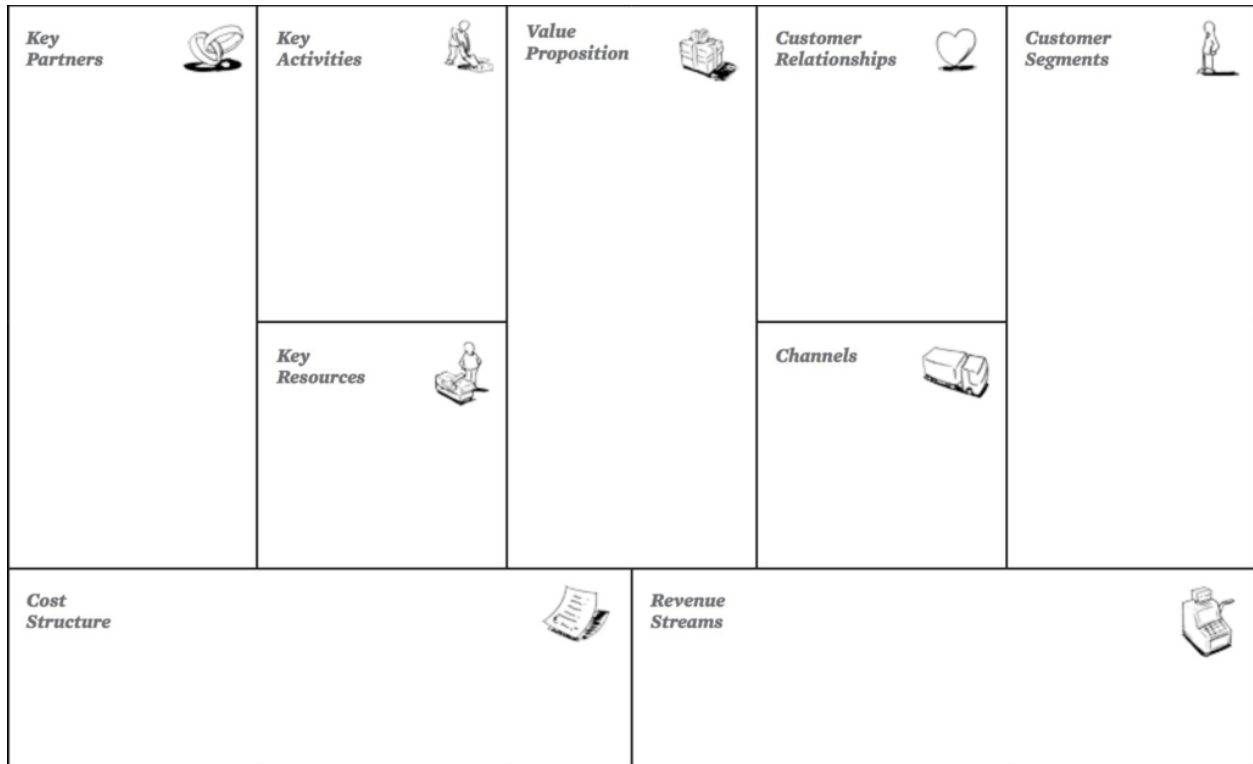 Key
Partners
Key
Activities
Value
Proposition
Customer
Relationships
Customer
Segments
Key
Resources
Channels
Cost
Structure
Revenue
Streams